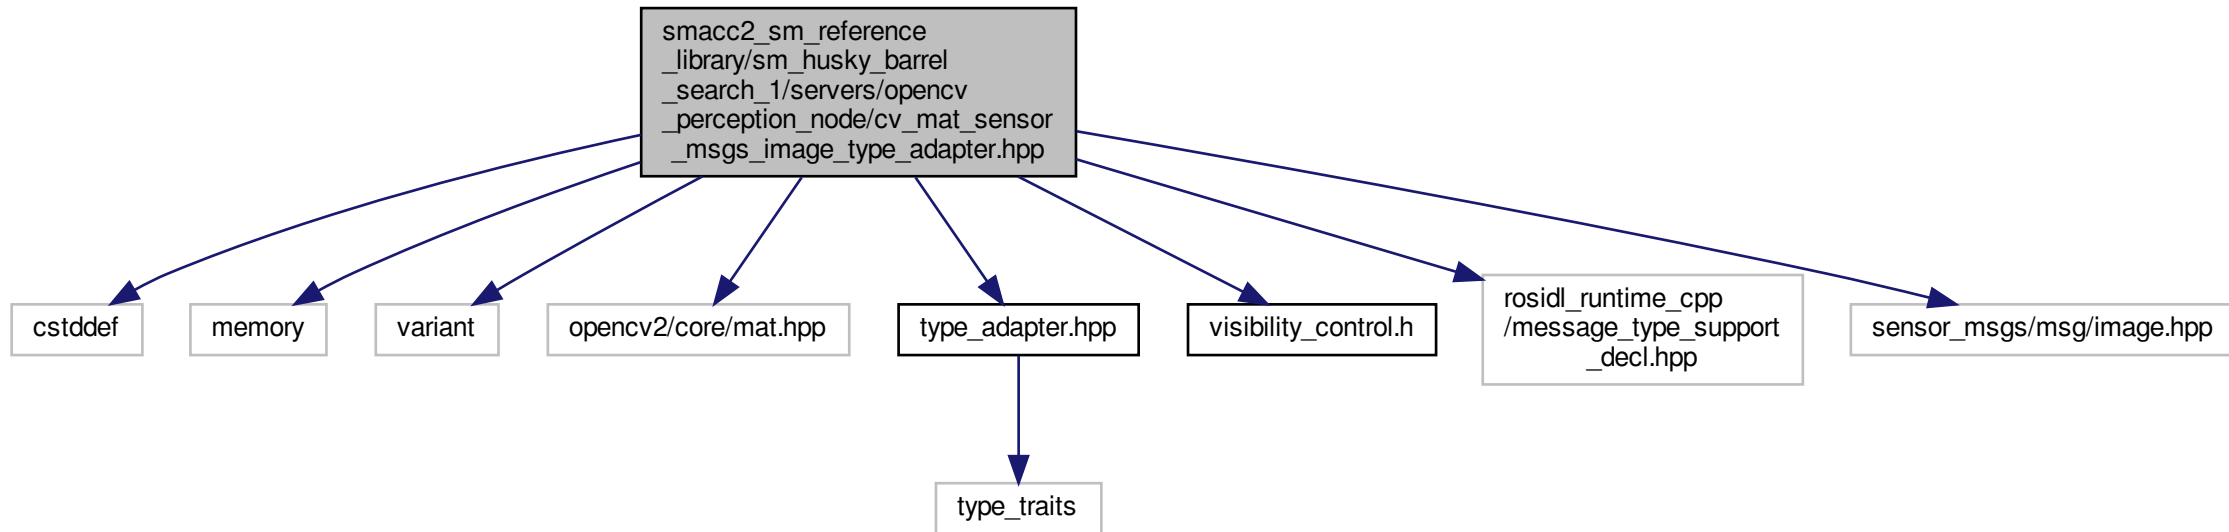 smacc2_sm_reference
_library/sm_husky_barrel
_search_1/servers/opencv
_perception_node/cv_mat_sensor
_msgs_image_type_adapter.hpp
cstddef
memory
variant
opencv2/core/mat.hpp
type_adapter.hpp
visibility_control.h
rosidl_runtime_cpp
/message_type_support
_decl.hpp
sensor_msgs/msg/image.hpp
type_traits